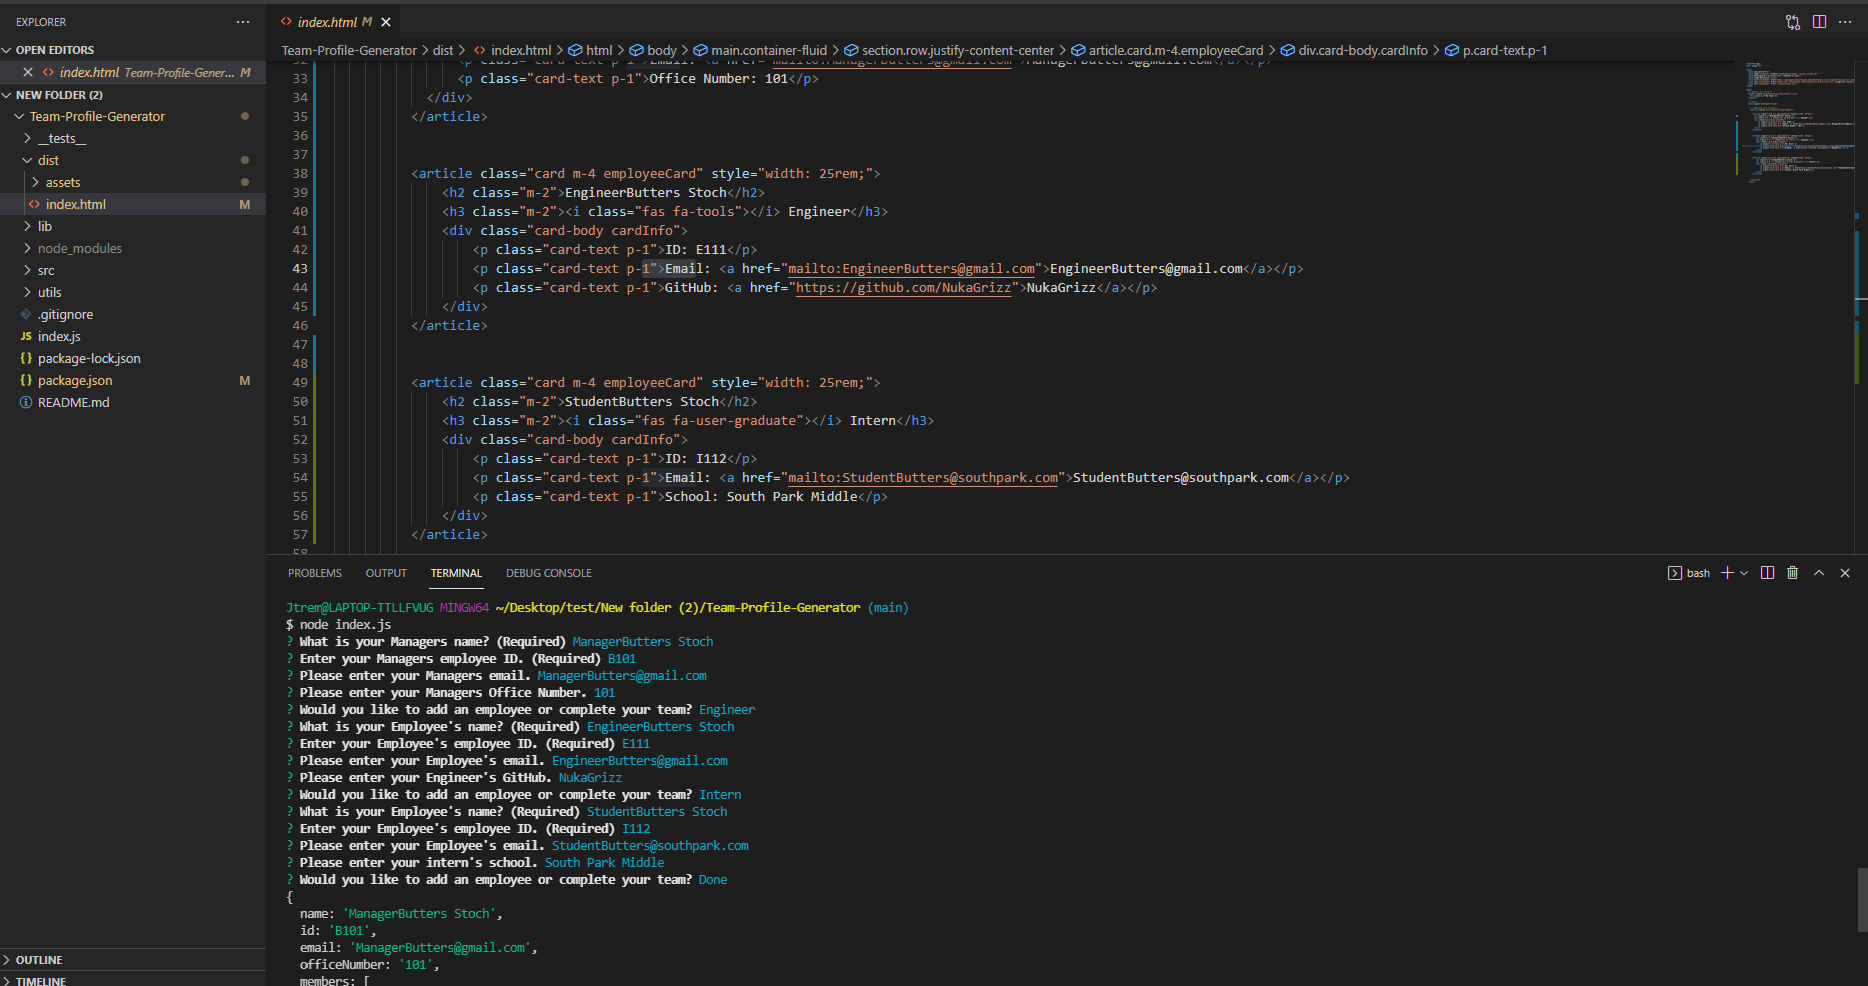 EXPLORER
OPEN EDITORS
index.html Team-Profile-Gener... M
NEW FOLDER (2)
Team-Profile-Generator
__tests__
dist
assets
index.html M
lib
node_modules
src
utils
.gitignore
JS index.js
{} package-lock.json
{} package.json M
README.md
OUTLINE
TIMELINE
index.html M
Team-Profile-Generator > dist > index.html > html > body > main.container-fluid > section.row.justify-content-center > article.card.m-4.employeeCard > div.card-body.cardInfo > p.card-text.p-1
33 <p class="card-text p-1">Office Number: 101</p>
34 </div>
35 </article>
36
37
38 <article class="card m-4 employeeCard" style="width: 25rem;">
39 <h2 class="m-2">EngineerButters Stoch</h2>
40 <h3 class="m-2"><i class="fas fa-tools"></i> Engineer</h3>
41 <div class="card-body cardInfo">
42 <p class="card-text p-1">ID: E111</p>
43 <p class="card-text p-1">Email: <a href="mailto:EngineerButters@gmail.com">EngineerButters@gmail.com</a></p>
44 <p class="card-text p-1">GitHub: <a href="https://github.com/NukaGrizz">NukaGrizz</a></p>
45 </div>
46 </article>
47
48
49 <article class="card m-4 employeeCard" style="width: 25rem;">
50 <h2 class="m-2">StudentButters Stoch</h2>
51 <h3 class="m-2"><i class="fas fa-user-graduate"></i> Intern</h3>
52 <div class="card-body cardInfo">
53 <p class="card-text p-1">ID: I112</p>
54 <p class="card-text p-1">Email: <a href="mailto:StudentButters@southpark.com">StudentButters@southpark.com</a></p>
55 <p class="card-text p-1">School: South Park Middle</p>
56 </div>
57 </article>
58
PROBLEMS OUTPUT TERMINAL DEBUG CONSOLE bash
Jtrem@LAPTOP-TTLLFVUG MINGW64 ~/Desktop/test/New folder (2)/Team-Profile-Generator (main)
$ node index.js
? What is your Managers name? (Required) ManagerButters Stoch
? Enter your Managers employee ID. (Required) B101
? Please enter your Managers email. ManagerButters@gmail.com
? Please enter your Managers Office Number. 101
? Would you like to add an employee or complete your team? Engineer
? What is your Employee's name? (Required) EngineerButters Stoch
? Enter your Employee's employee ID. (Required) E111
? Please enter your Employee's email. EngineerButters@gmail.com
? Please enter your Engineer's GitHub. NukaGrizz
? Would you like to add an employee or complete your team? Intern
? What is your Employee's name? (Required) StudentButters Stoch
? Enter your Employee's employee ID. (Required) I112
? Please enter your Employee's email. StudentButters@southpark.com
? Please enter your intern's school. South Park Middle
? Would you like to add an employee or complete your team? Done
{
name: 'ManagerButters Stoch',
id: 'B101',
email: 'ManagerButters@gmail.com',
officeNumber: '101',
members: [